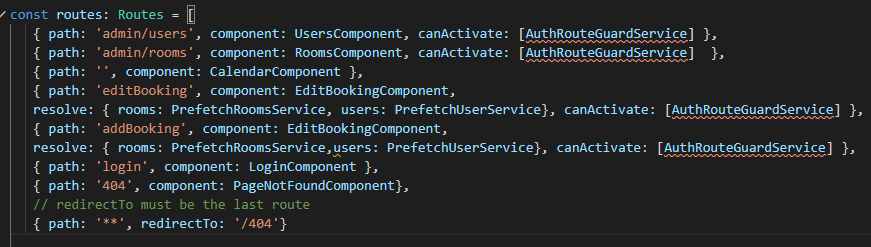 const routes: Routes = [
{ path: 'admin/users', component: UsersComponent, canActivate: [AuthRouteGuardService] },
{ path: 'admin/rooms', component: RoomsComponent, canActivate: [AuthRouteGuardService]  },
{ path: '', component: CalendarComponent },
{ path: 'editBooking', component: EditBookingComponent,
resolve: { rooms: PrefetchRoomsService, users: PrefetchUserService}, canActivate: [AuthRouteGuardService] },
{ path: 'addBooking', component: EditBookingComponent,
resolve: { rooms: PrefetchRoomsService,users: PrefetchUserService}, canActivate: [AuthRouteGuardService] },
{ path: 'login', component: LoginComponent },
{ path: '404', component: PageNotFoundComponent},
// redirectTo must be the last route
{ path: '**', redirectTo: '/404'}